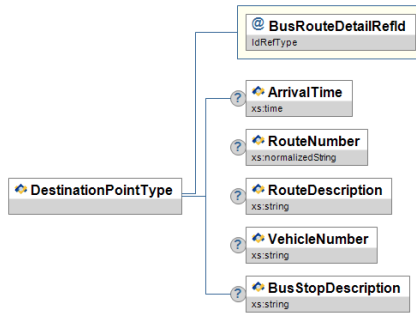 @ BusRouteDetailRefId
IdRefType
? ArrivalTime
xs:time
? RouteNumber
xs:normalizedString
DestinationPointType
? RouteDescription
xs:string
? VehicleNumber
xs:string
? BusStopDescription
xs:string